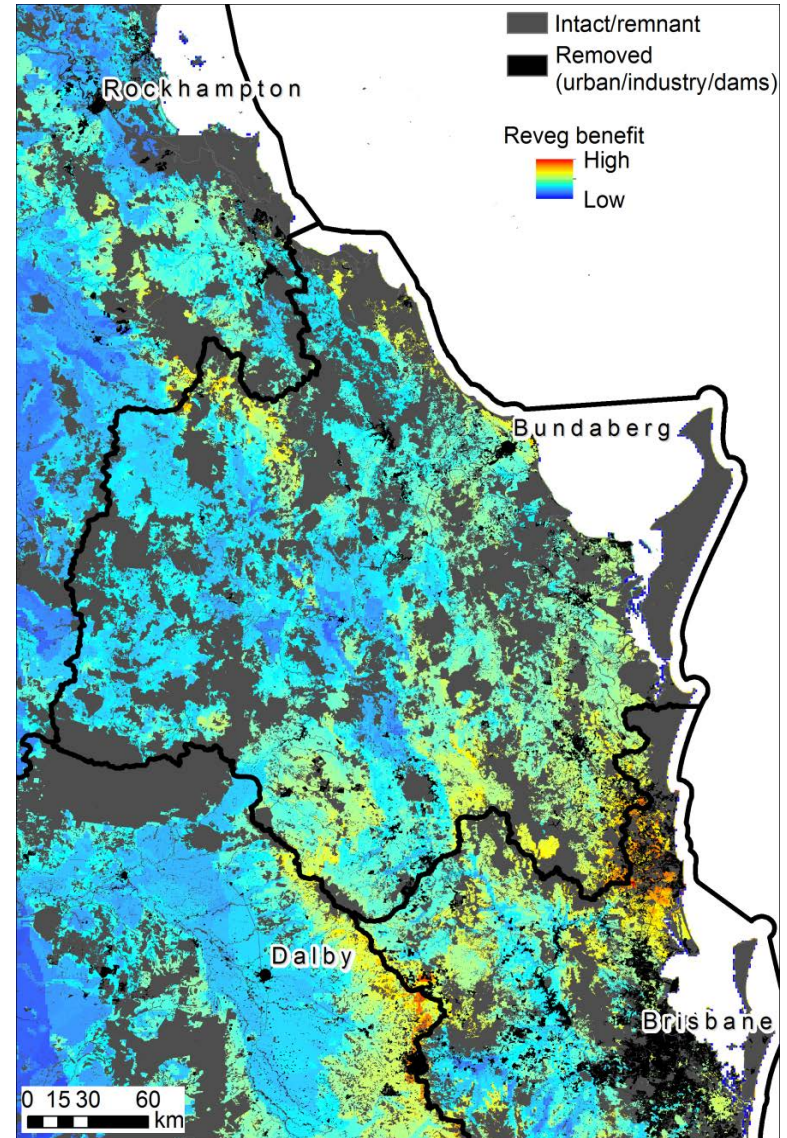 Intact/remnant
Removed
(urban/industry/dams)
Reveg benefit
High
Low
Rockhampton
Bundaberg
Dalby
Brisbane
0 15 30 60
km